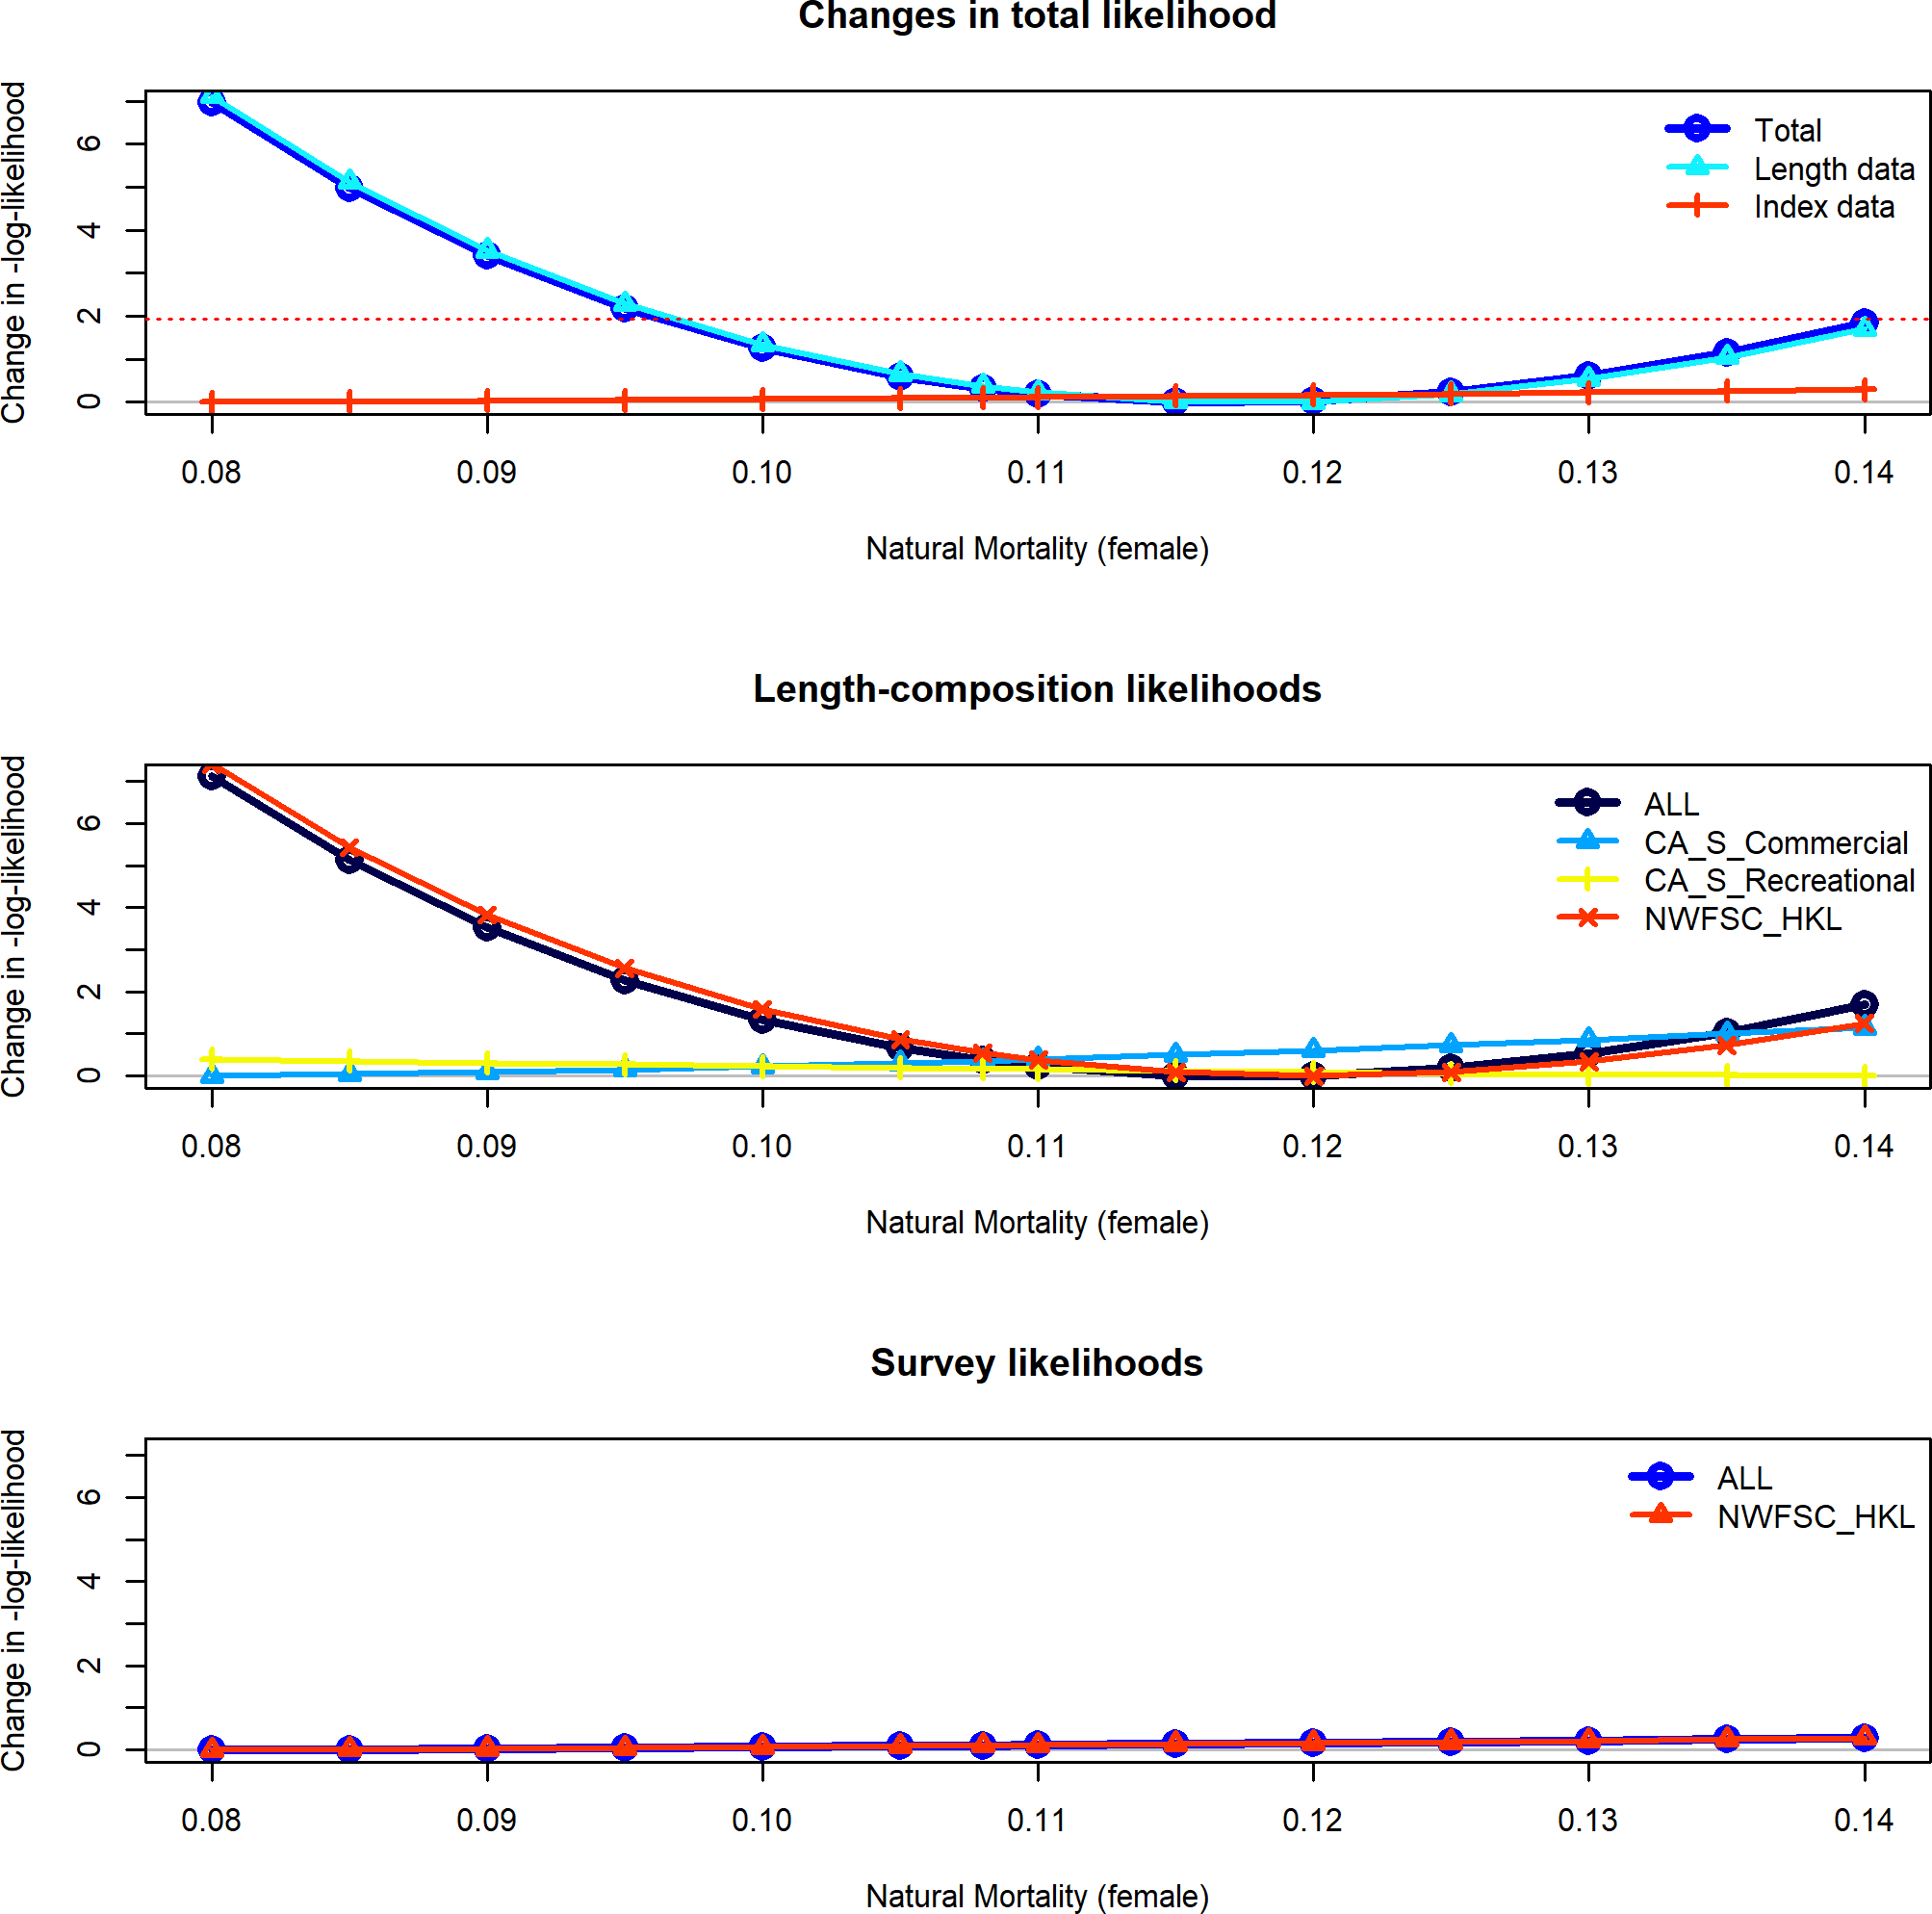 Changes in total likelihood
Change in -log-likelihood
6
4
2
0
Total
Length data
Index data
0.08 0.09 0.10 0.11 0.12 0.13 0.14
Natural Mortality (female)
Length-composition likelihoods
Change in -log-likelihood
6
4
2
0
ALL
CA_S_Commercial
CA_S_Recreational
NWFSC_HKL
0.08 0.09 0.10 0.11 0.12 0.13 0.14
Natural Mortality (female)
Survey likelihoods
Change in -log-likelihood
6
4
2
0
ALL
NWFSC_HKL
0.08 0.09 0.10 0.11 0.12 0.13 0.14
Natural Mortality (female)